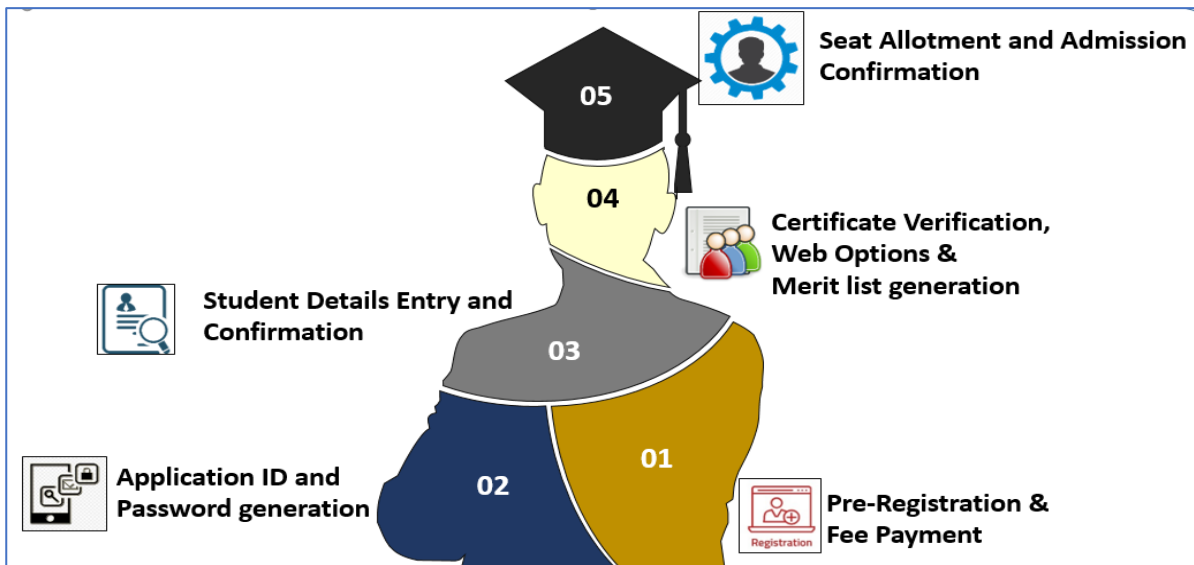 05
Seat Allotment and Admission
Confirmation
04
Certificate Verification,
Web Options &
Merit list generation
Student Details Entry and
Confirmation
03
Application ID and
Password generation
02
01
Registration
Pre-Registration &
Fee Payment